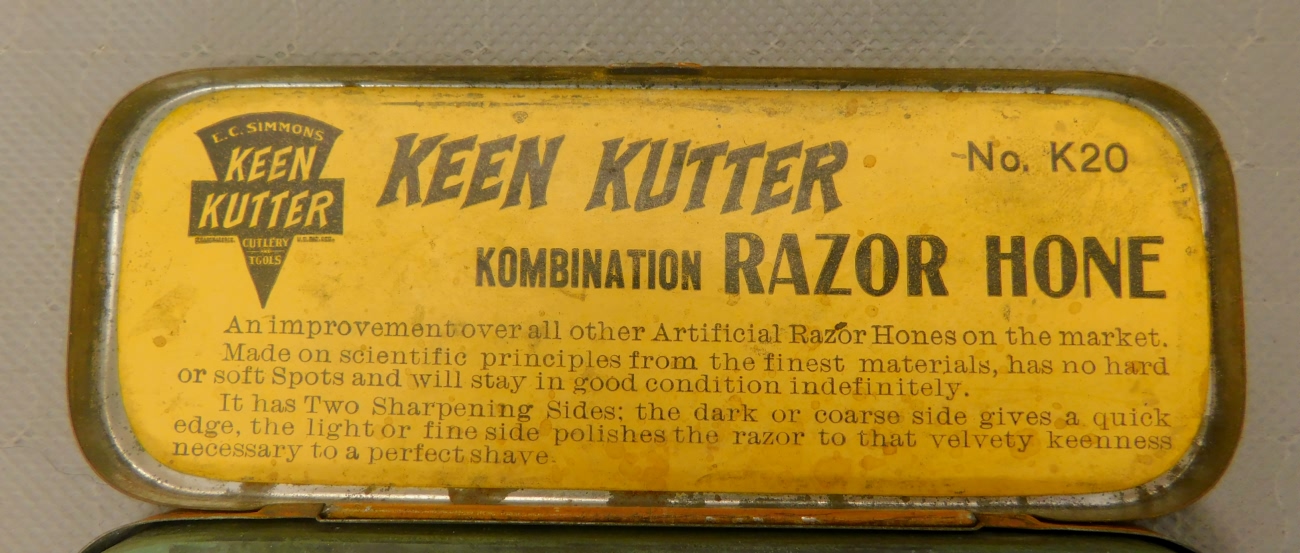 E.C. SIMMONS
KEEN
KUTTER
CUTLERY
AND
TOOLS
KEEN KUTTER
No. K20
KOMBINATION RAZOR HONE
An improvement over all other Artificial Razor Hones on the market.
Made on scientific principles from the finest materials, has no hard
or soft Spots and will stay in good condition indefinitely.
It has Two Sharpening Sides; the dark or coarse side gives a quick
edge, the light or fine side polishes the razor to that velvety keenness
necessary to a perfect shave.